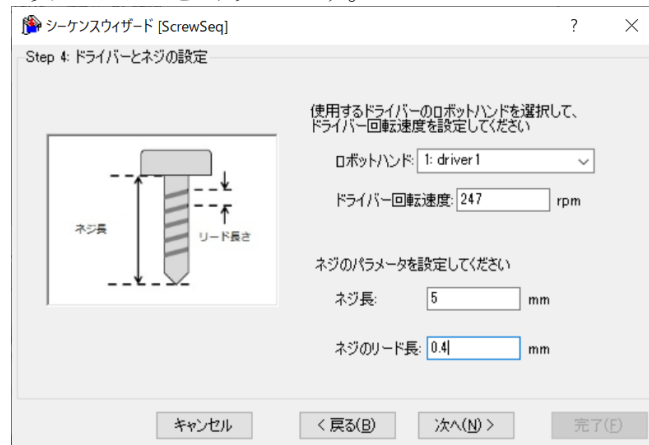 シーケンスウィザード [ScrewSeq]
? ×
Step 4: ドライバーとネジの設定
使用するドライバーのロボットハンドを選択して、
ドライバー回転速度を設定してください
ロボットハンド: 1: driver1
ドライバー回転速度: 247 rpm
ネジ長
リード長さ
ネジのパラメータを設定してください
ネジ長: 5 mm
ネジのリード長: 0.4 mm
キャンセル
< 戻る(B)
次へ(N) >
完了(F)